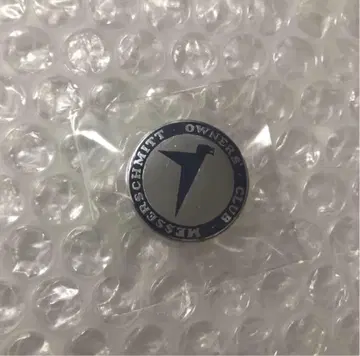 MESSERSCHMITT OWNERS' CLUB